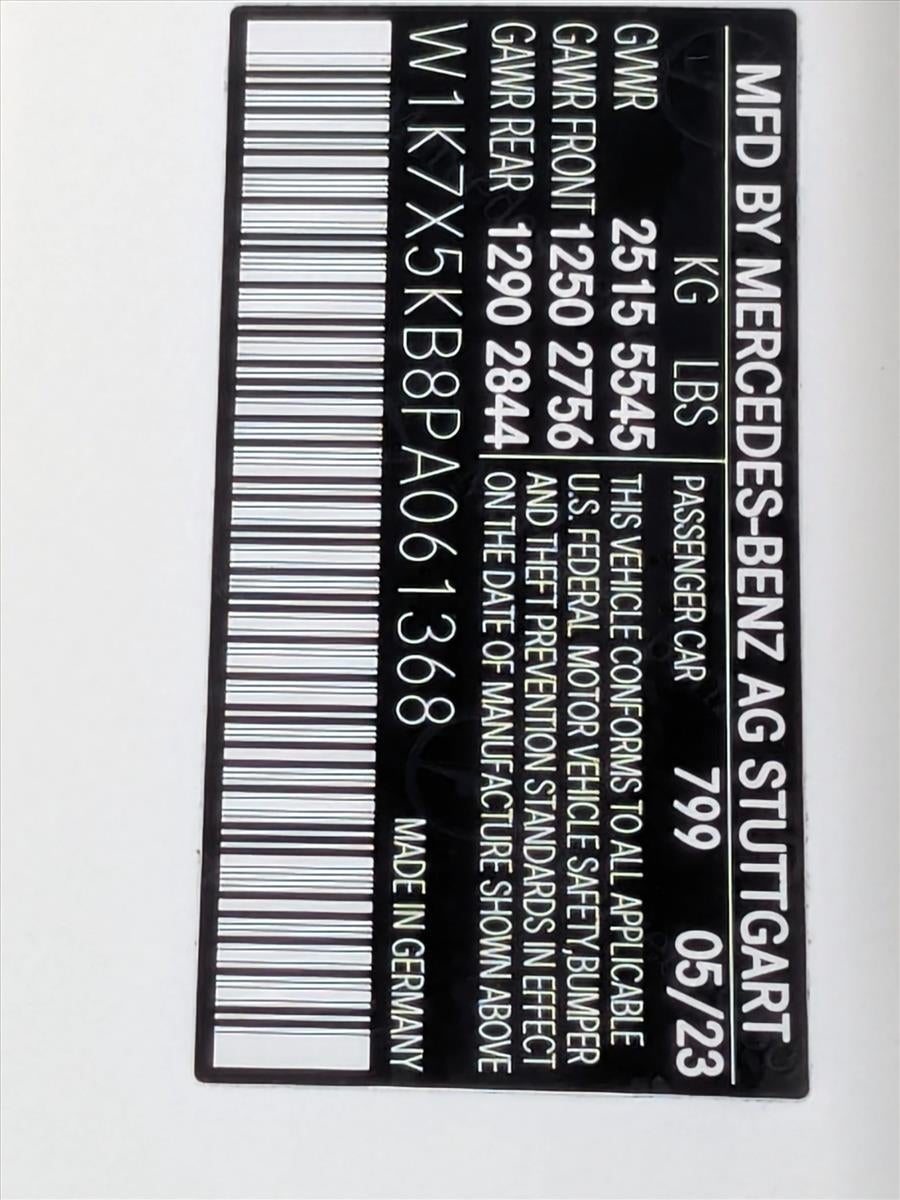 MFD BY MERCEDES-BENZ AG STUTTGART
KG LBS PASSENGER CAR 799 05/23
GVWR 2515 5545 THIS VEHICLE CONFORMS TO ALL APPLICABLE
GAWR FRONT 1250 2756 U.S. FEDERAL MOTOR VEHICLE SAFETY,BUMPER
AND THEFT PREVENTION STANDARDS IN EFFECT
GAWR REAR 1290 2844 ON THE DATE OF MANUFACTURE SHOWN ABOVE
W1K7X5KB8PA061368 MADE IN GERMANY